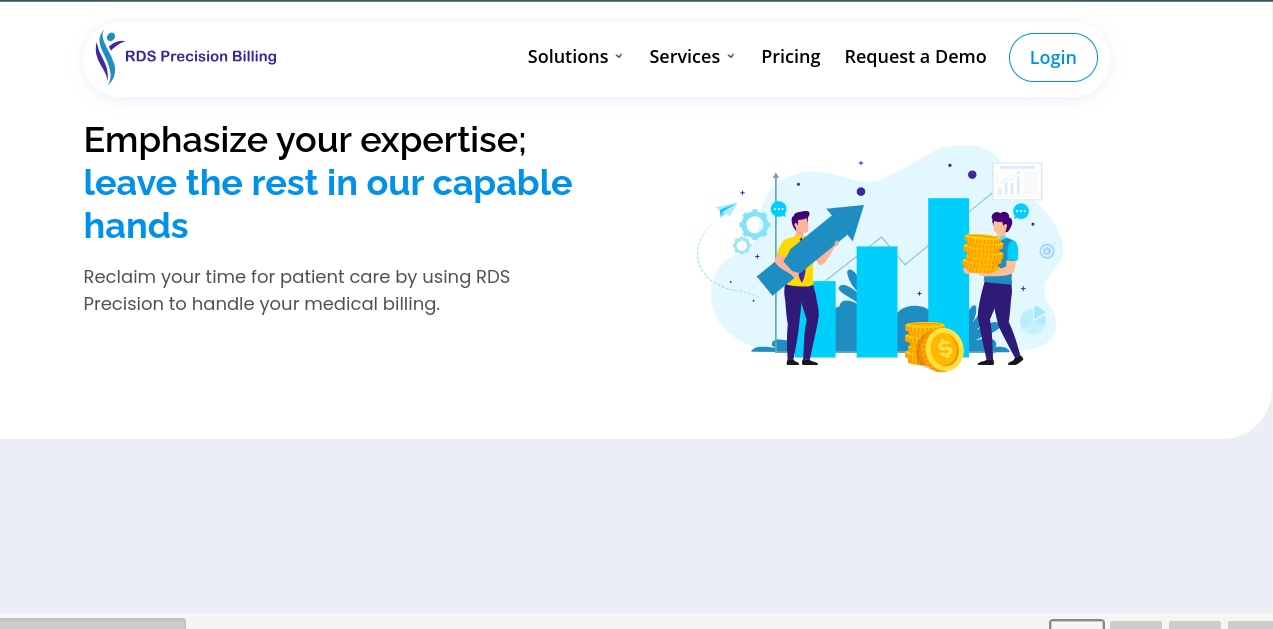 RDS Precision Billing
Solutions
Services
Pricing
Request a Demo
Login
Emphasize your expertise;
leave the rest in our capable
hands
Reclaim your time for patient care by using RDS
Precision to handle your medical billing.
$